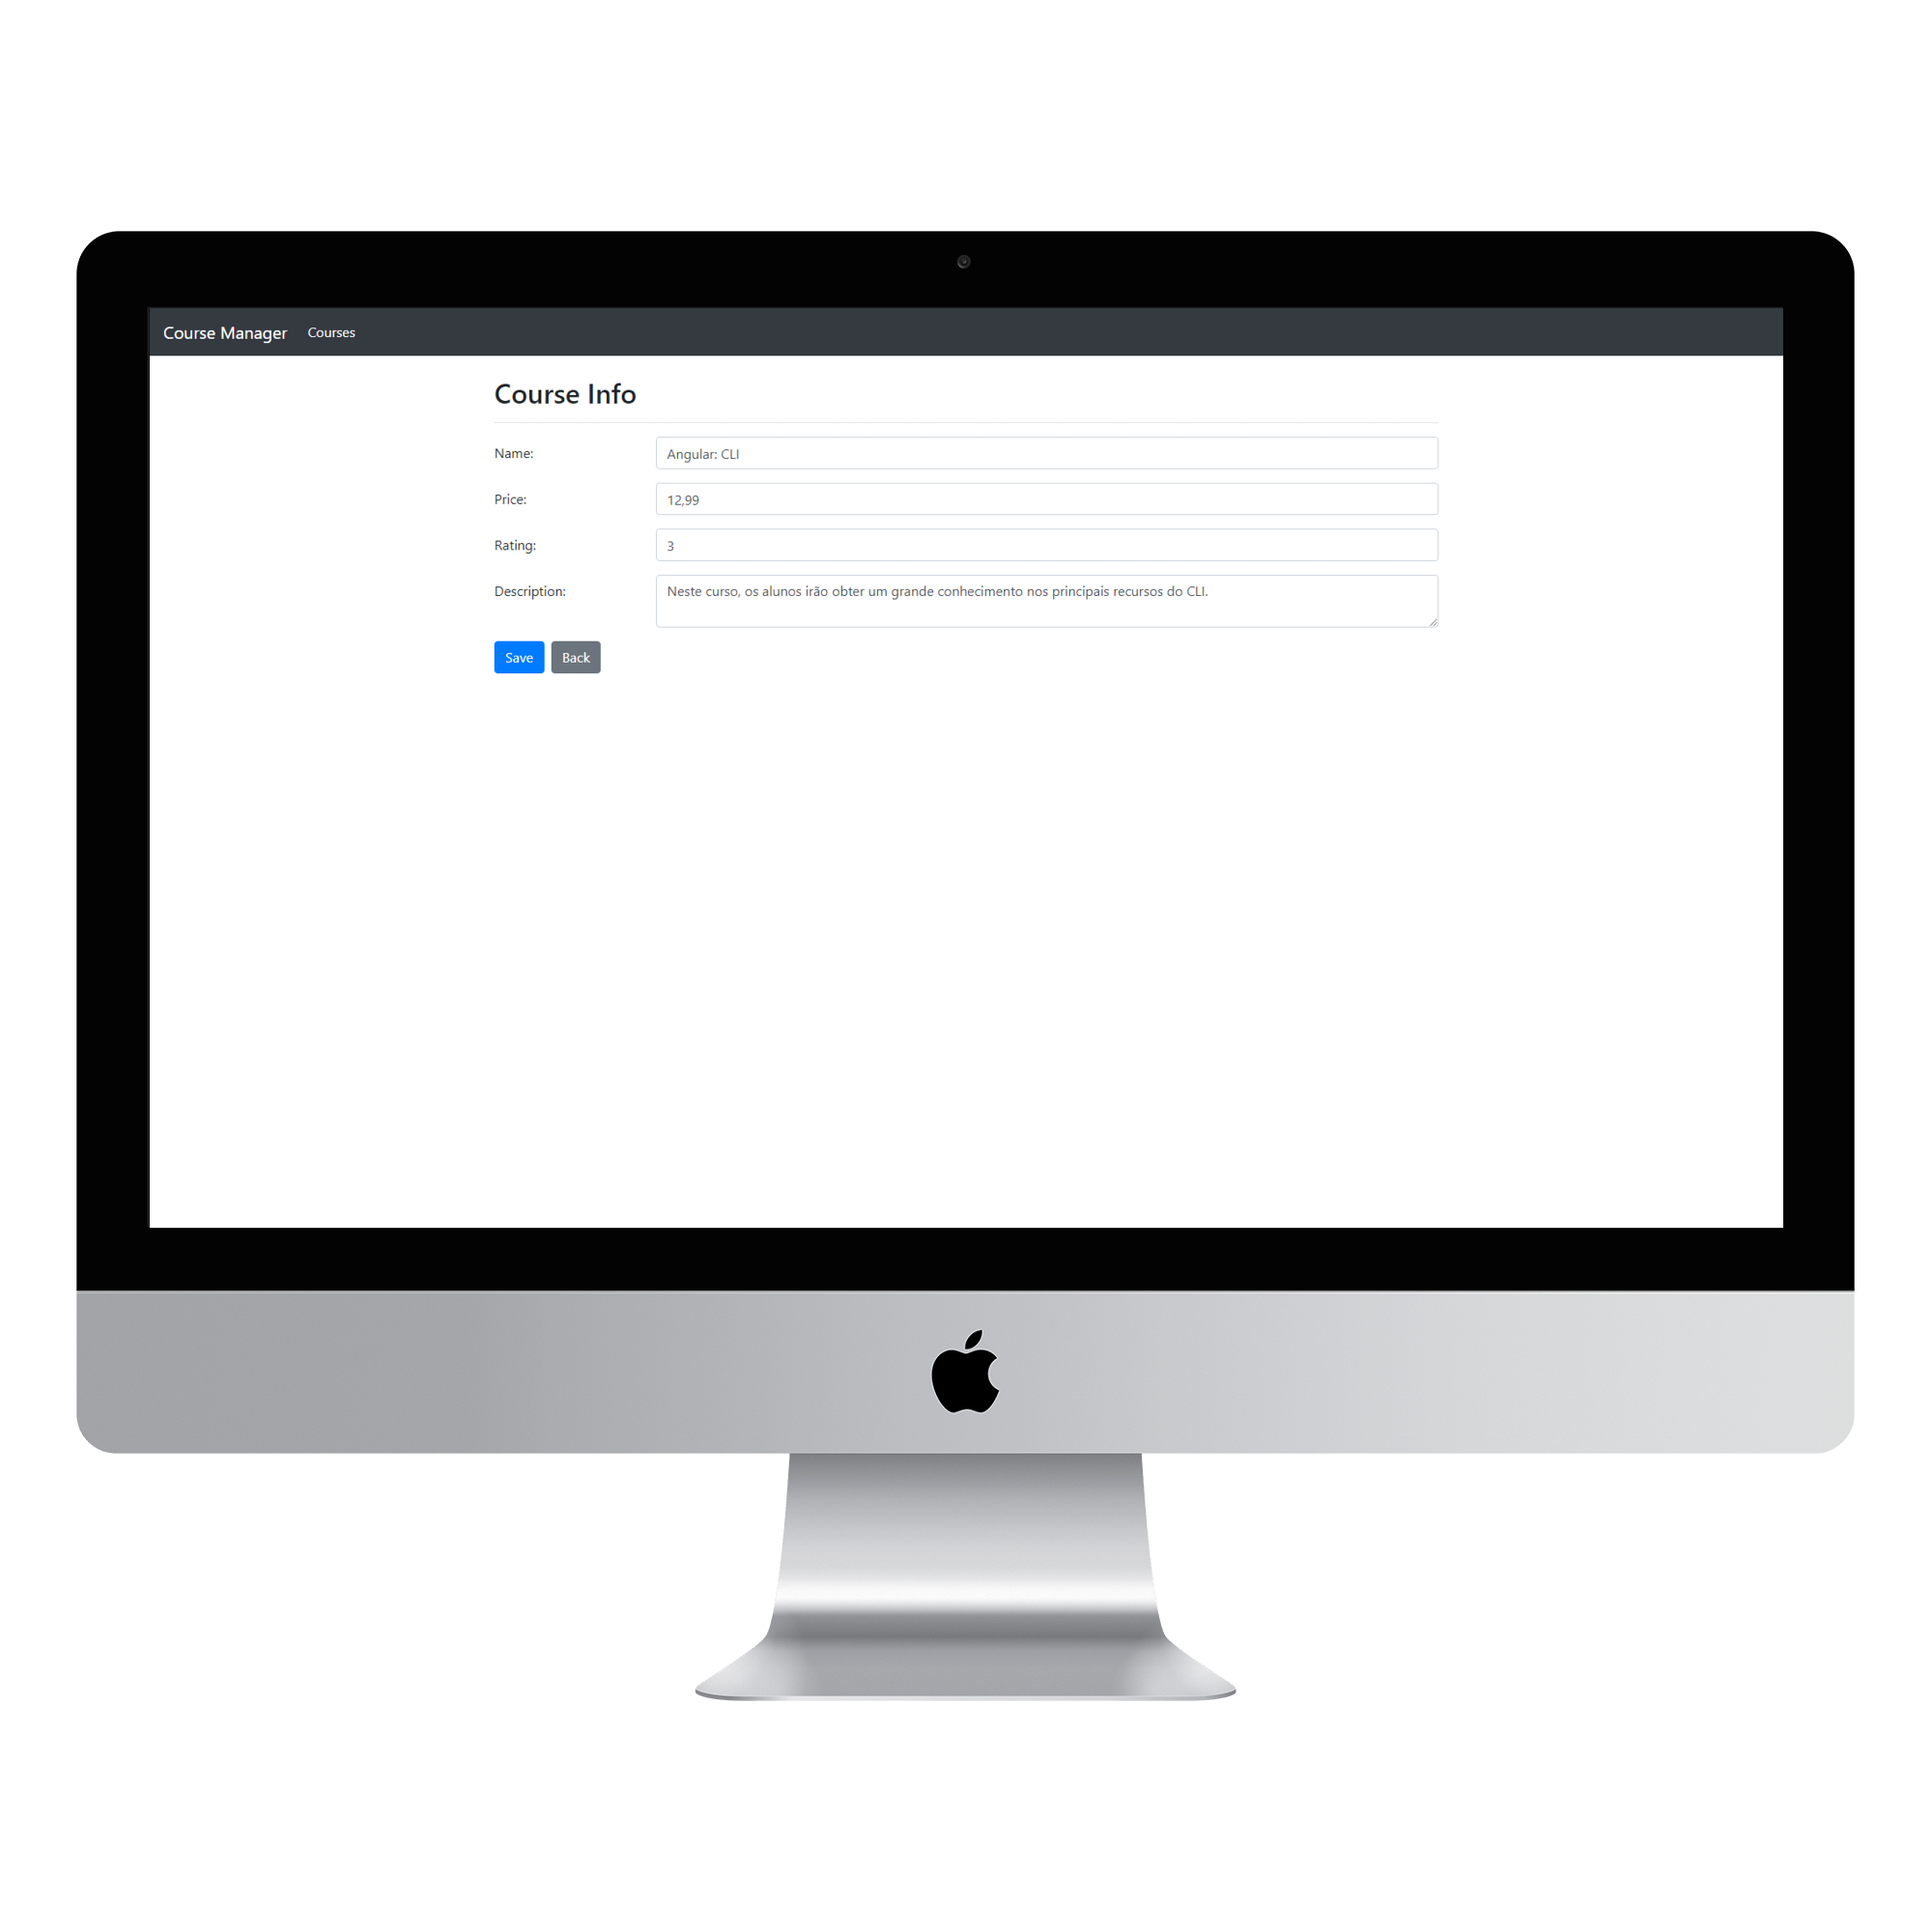 Course Manager Courses
Course Info
Name: Angular: CLI
Price: 12,99
Rating: 3
Description: Neste curso, os alunos irão obter um grande conhecimento nos principais recursos do CLI.
Save Back